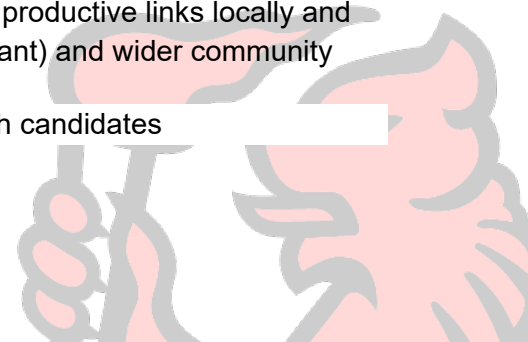 productive links locally and
ant) and wider community
h candidates